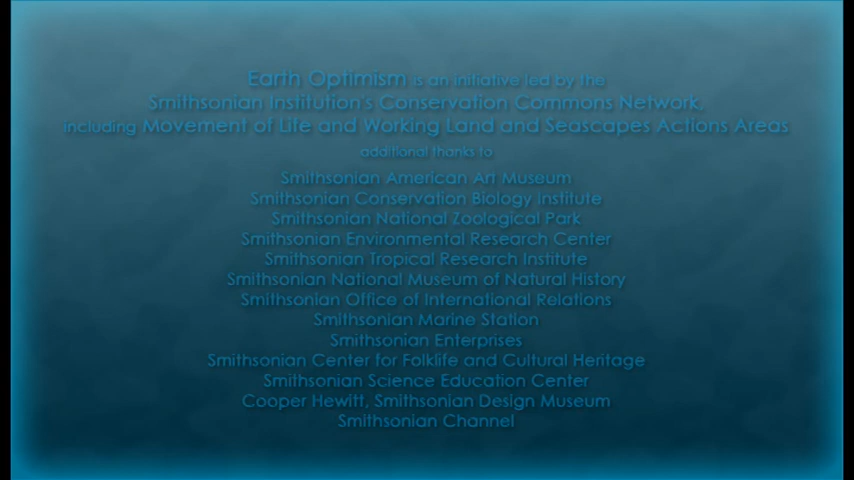 Earth Optimism is an initiative led by the
Smithsonian Institution's Conservation Commons Network,
including Movement of Life and Working Land and Seascapes Actions Areas
additional thanks to
Smithsonian American Art Museum
Smithsonian Conservation Biology Institute
Smithsonian National Zoological Park
Smithsonian Environmental Research Center
Smithsonian Tropical Research Institute
Smithsonian National Museum of Natural History
Smithsonian Office of International Relations
Smithsonian Marine Station
Smithsonian Enterprises
Smithsonian Center for Folklife and Cultural Heritage
Smithsonian Science Education Center
Cooper Hewitt, Smithsonian Design Museum
Smithsonian Channel